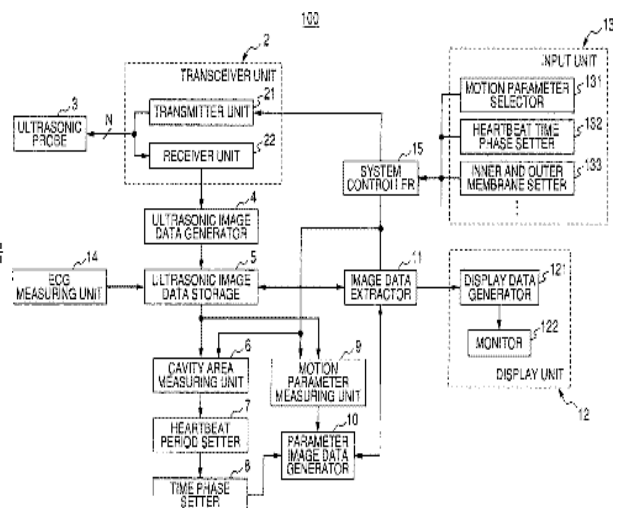 100
2
13
TRANSCEIVER UNIT
INPUT UNIT
21
TRANSMITTER UNIT
131
MOTION PARAMETER
SELECTOR
3
N
ULTRASONIC
PROBE
132
HEARTBEAT TIME
PHASE SETTER
22
RECEIVER UNIT
15
SYSTEM
CONTROLLER
133
INNER AND OUTER
MEMBRANE SETTER
4
ULTRASONIC IMAGE
DATA GENERATOR
14
ECG
MEASURING UNIT
5
ULTRASONIC IMAGE
DATA STORAGE
11
IMAGE DATA
EXTRACTOR
121
DISPLAY DATA
GENERATOR
122
MONITOR
6
CAVITY AREA
MEASURING UNIT
9
MOTION
PARAMETER
MEASURING UNIT
DISPLAY UNIT
12
7
HEARTBEAT
PERIOD SETTER
10
PARAMETER
IMAGE DATA
GENERATOR
8
TIME PHASE
SETTER